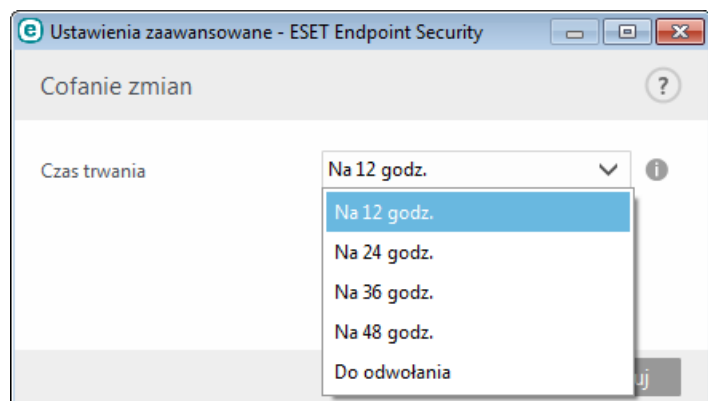 Ustawienia zaawansowane - ESET Endpoint Security
Cofanie zmian
?
Czas trwania
Na 12 godz.
i
Na 12 godz.
Na 24 godz.
Na 36 godz.
Na 48 godz.
Do odwołania
uj